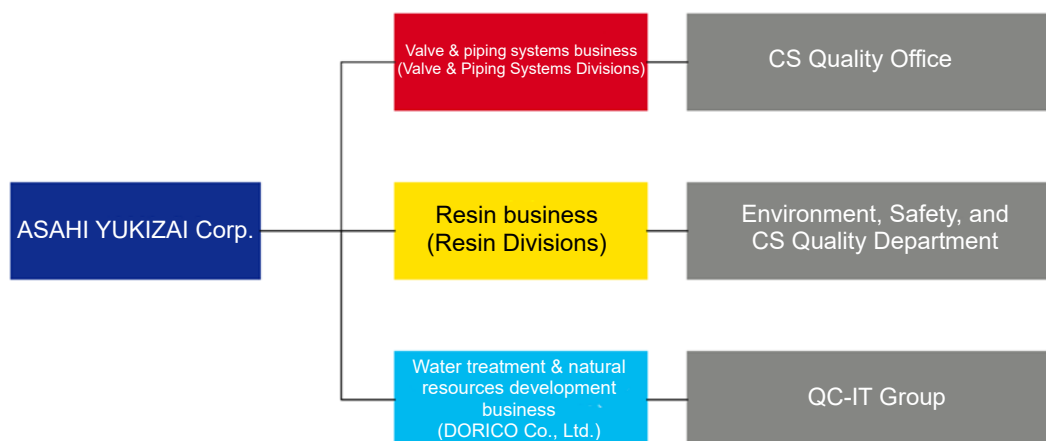 Valve & piping systems business
(Valve & Piping Systems Divisions)
CS Quality Office
ASAHI YUKIZAI Corp.
Resin business
(Resin Divisions)
Environment, Safety, and
CS Quality Department
Water treatment & natural
resources development
business
(DORICO Co., Ltd.)
QC-IT Group